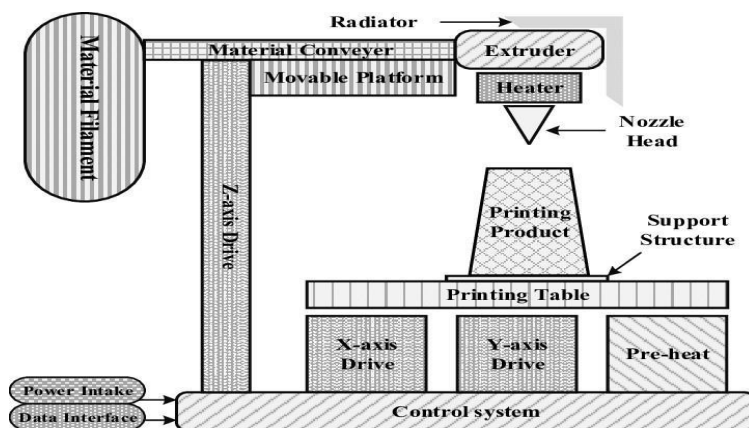 Radiator
Material Conveyer
Extruder
Movable Platform
Heater
Material Filament
Nozzle
Head
Z-axis Drive
Printing
Product
Support
Structure
Printing Table
X-axis
Drive
Y-axis
Drive
Pre-heat
Power Intake
Data Interface
Control system